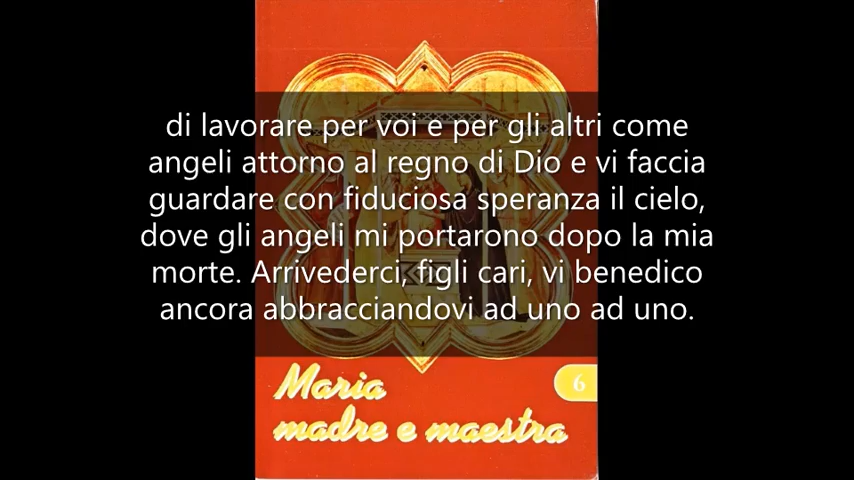 di lavorare per voi e per gli altri come
angeli attorno al regno di Dio e vi faccia
guardare con fiduciosa speranza il cielo,
dove gli angeli mi portarono dopo la mia
morte. Arrivederci, figli cari, vi benedico
ancora abbracciandovi ad uno ad uno.
Maria
6
madre e maestra